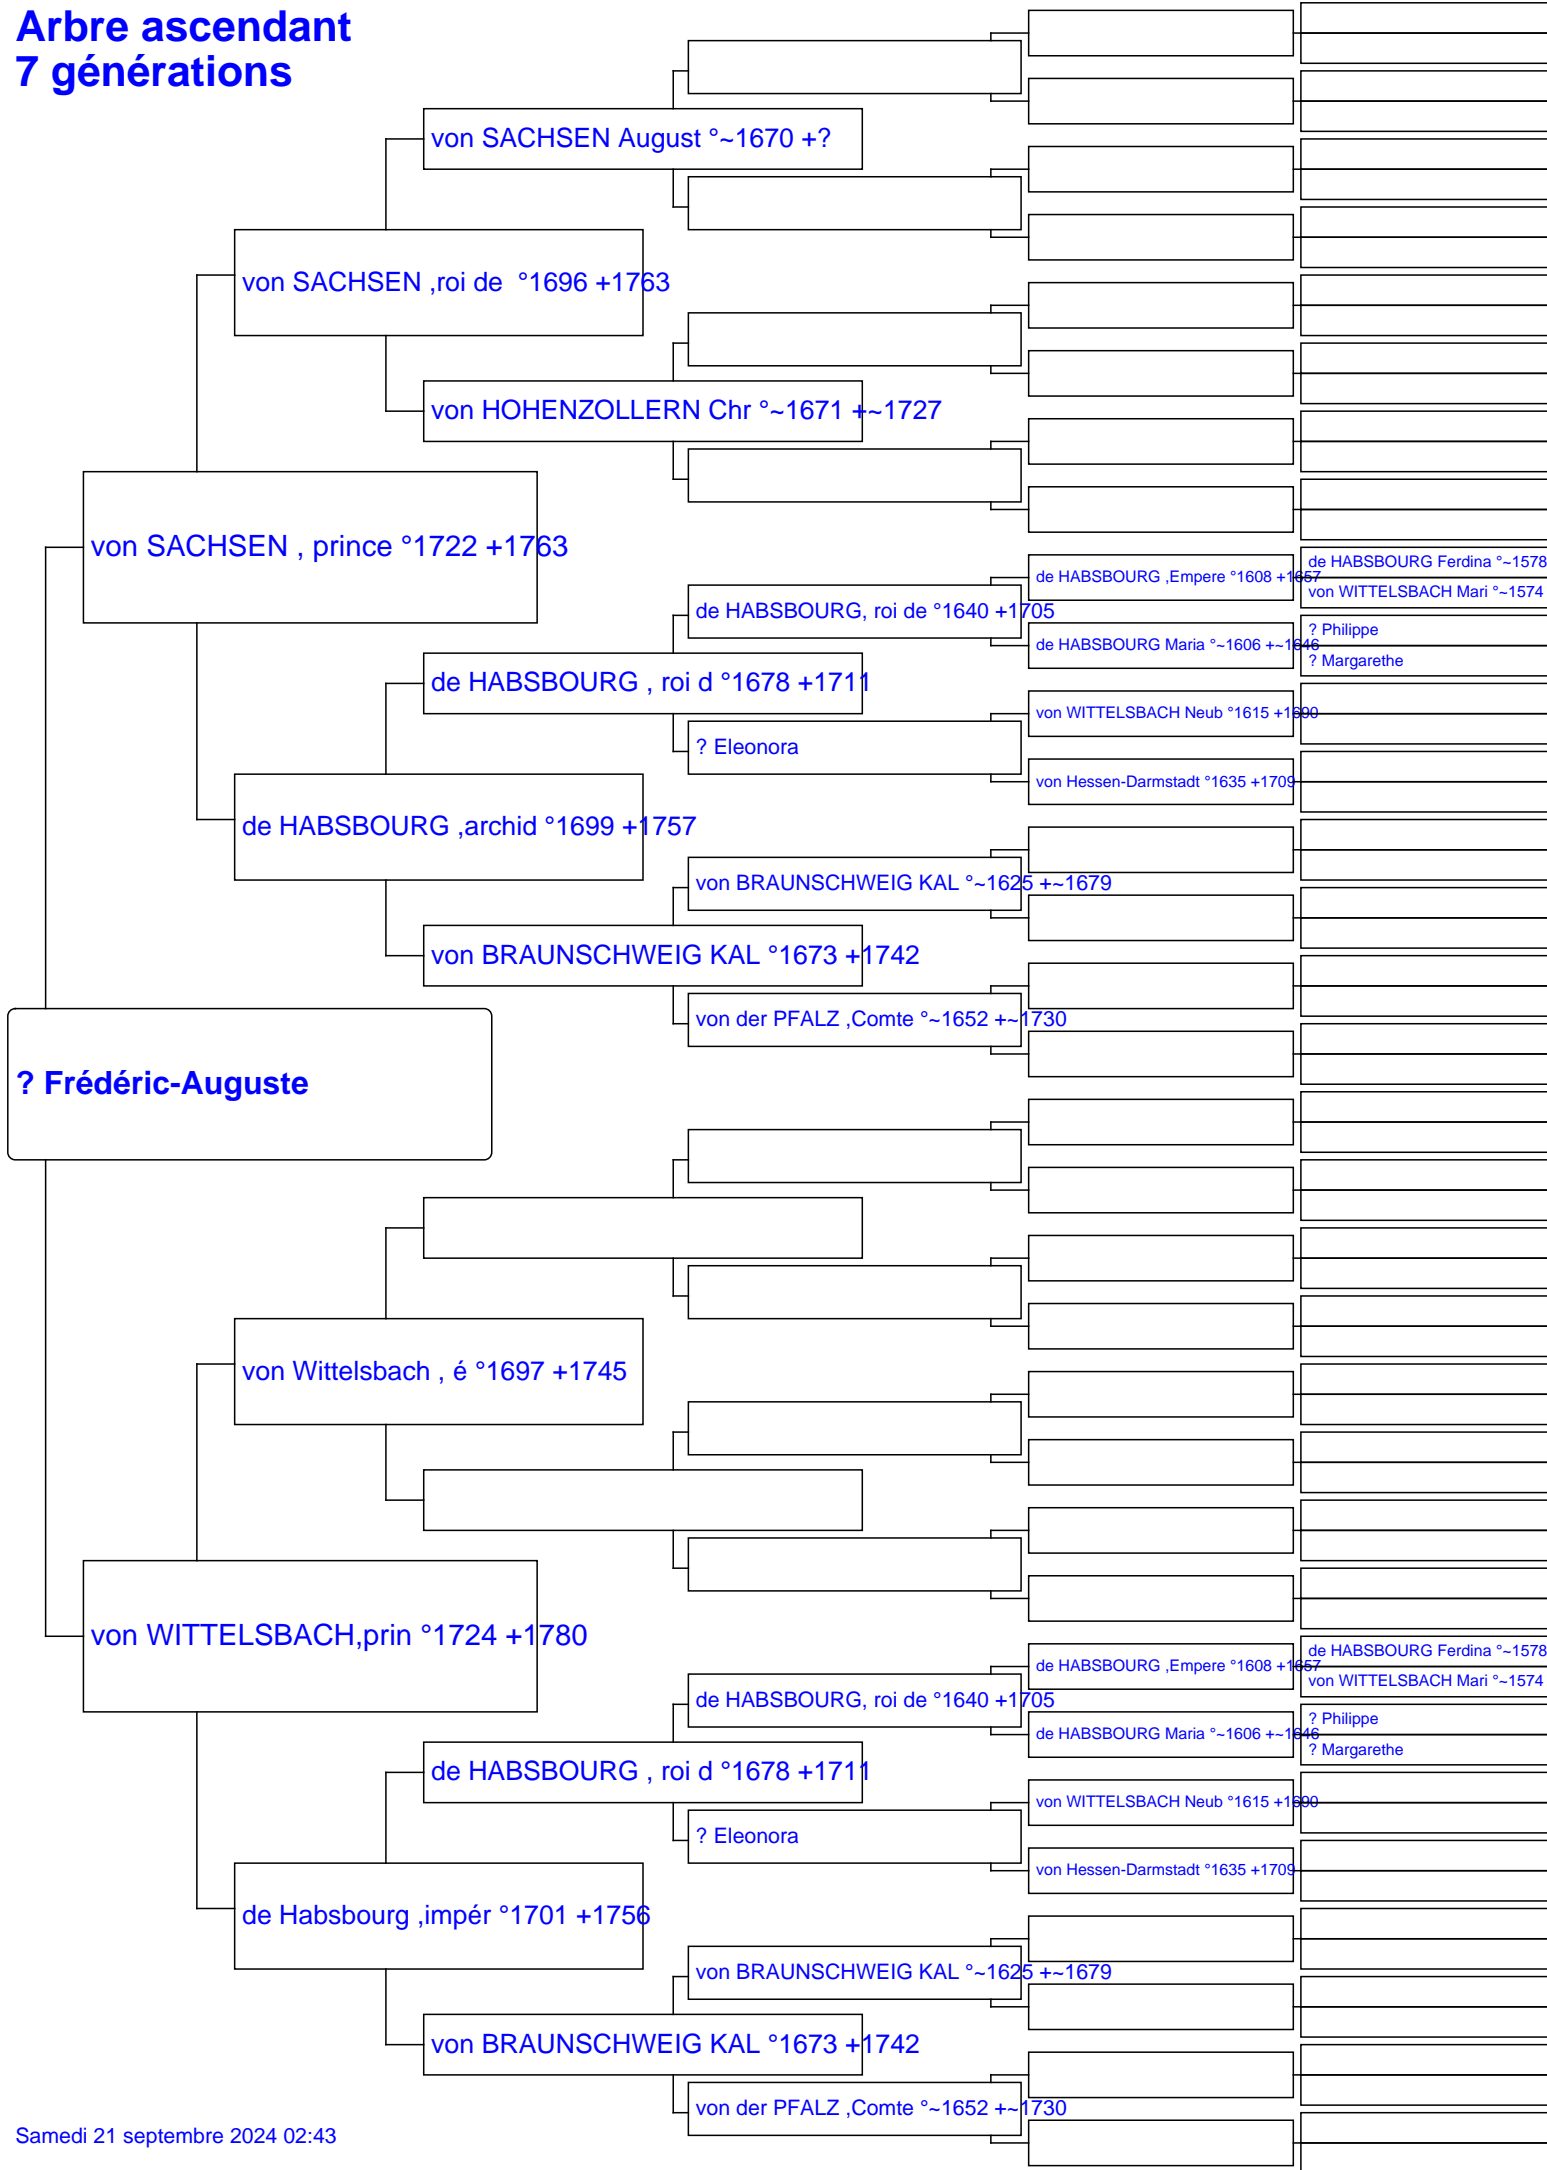 Arbre ascendant
7 générations
von SACHSEN August °~1670 +?
von SACHSEN ,roi de  °1696 +1763
von HOHENZOLLERN Chr °~1671 +~1727
von SACHSEN , prince °1722 +1763
de HABSBOURG ,Empere °1608 +1657
de HABSBOURG Ferdina °~1578
von WITTELSBACH Mari °~1574
de HABSBOURG, roi de °1640 +1705
de HABSBOURG Maria °~1606 +~1646
? Philippe
? Margarethe
de HABSBOURG , roi d °1678 +1711
von WITTELSBACH Neub °1615 +1690
? Eleonora
von Hessen-Darmstadt °1635 +1709
de HABSBOURG ,archid °1699 +1757
von BRAUNSCHWEIG KAL °~1625 +~1679
von BRAUNSCHWEIG KAL °1673 +1742
von der PFALZ ,Comte °~1652 +~1730
? Frédéric-Auguste
von Wittelsbach , é °1697 +1745
von WITTELSBACH,prin °1724 +1780
de HABSBOURG ,Empere °1608 +1657
de HABSBOURG Ferdina °~1578
von WITTELSBACH Mari °~1574
de HABSBOURG, roi de °1640 +1705
de HABSBOURG Maria °~1606 +~1646
? Philippe
? Margarethe
de HABSBOURG , roi d °1678 +1711
von WITTELSBACH Neub °1615 +1690
? Eleonora
von Hessen-Darmstadt °1635 +1709
de Habsbourg ,impér °1701 +1756
von BRAUNSCHWEIG KAL °~1625 +~1679
von BRAUNSCHWEIG KAL °1673 +1742
von der PFALZ ,Comte °~1652 +~1730
Samedi 21 septembre 2024 02:43